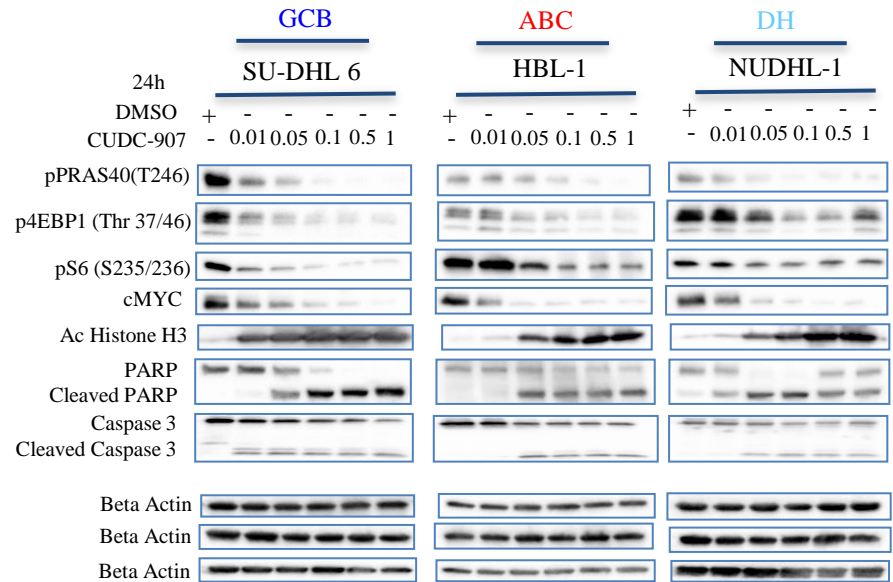 GCB ABC DH
24h SU-DHL 6 HBL-1 NUDHL-1
DMSO + - - - - - + - - - - - + - - - - -
CUDC-907 - 0.01 0.05 0.1 0.5 1 - 0.01 0.05 0.1 0.5 1 - 0.01 0.05 0.1 0.5 1
pPRAS40(T246)
p4EBP1 (Thr 37/46)
pS6 (S235/236)
cMYC
Ac Histone H3
PARP
Cleaved PARP
Caspase 3
Cleaved Caspase 3
Beta Actin
Beta Actin
Beta Actin